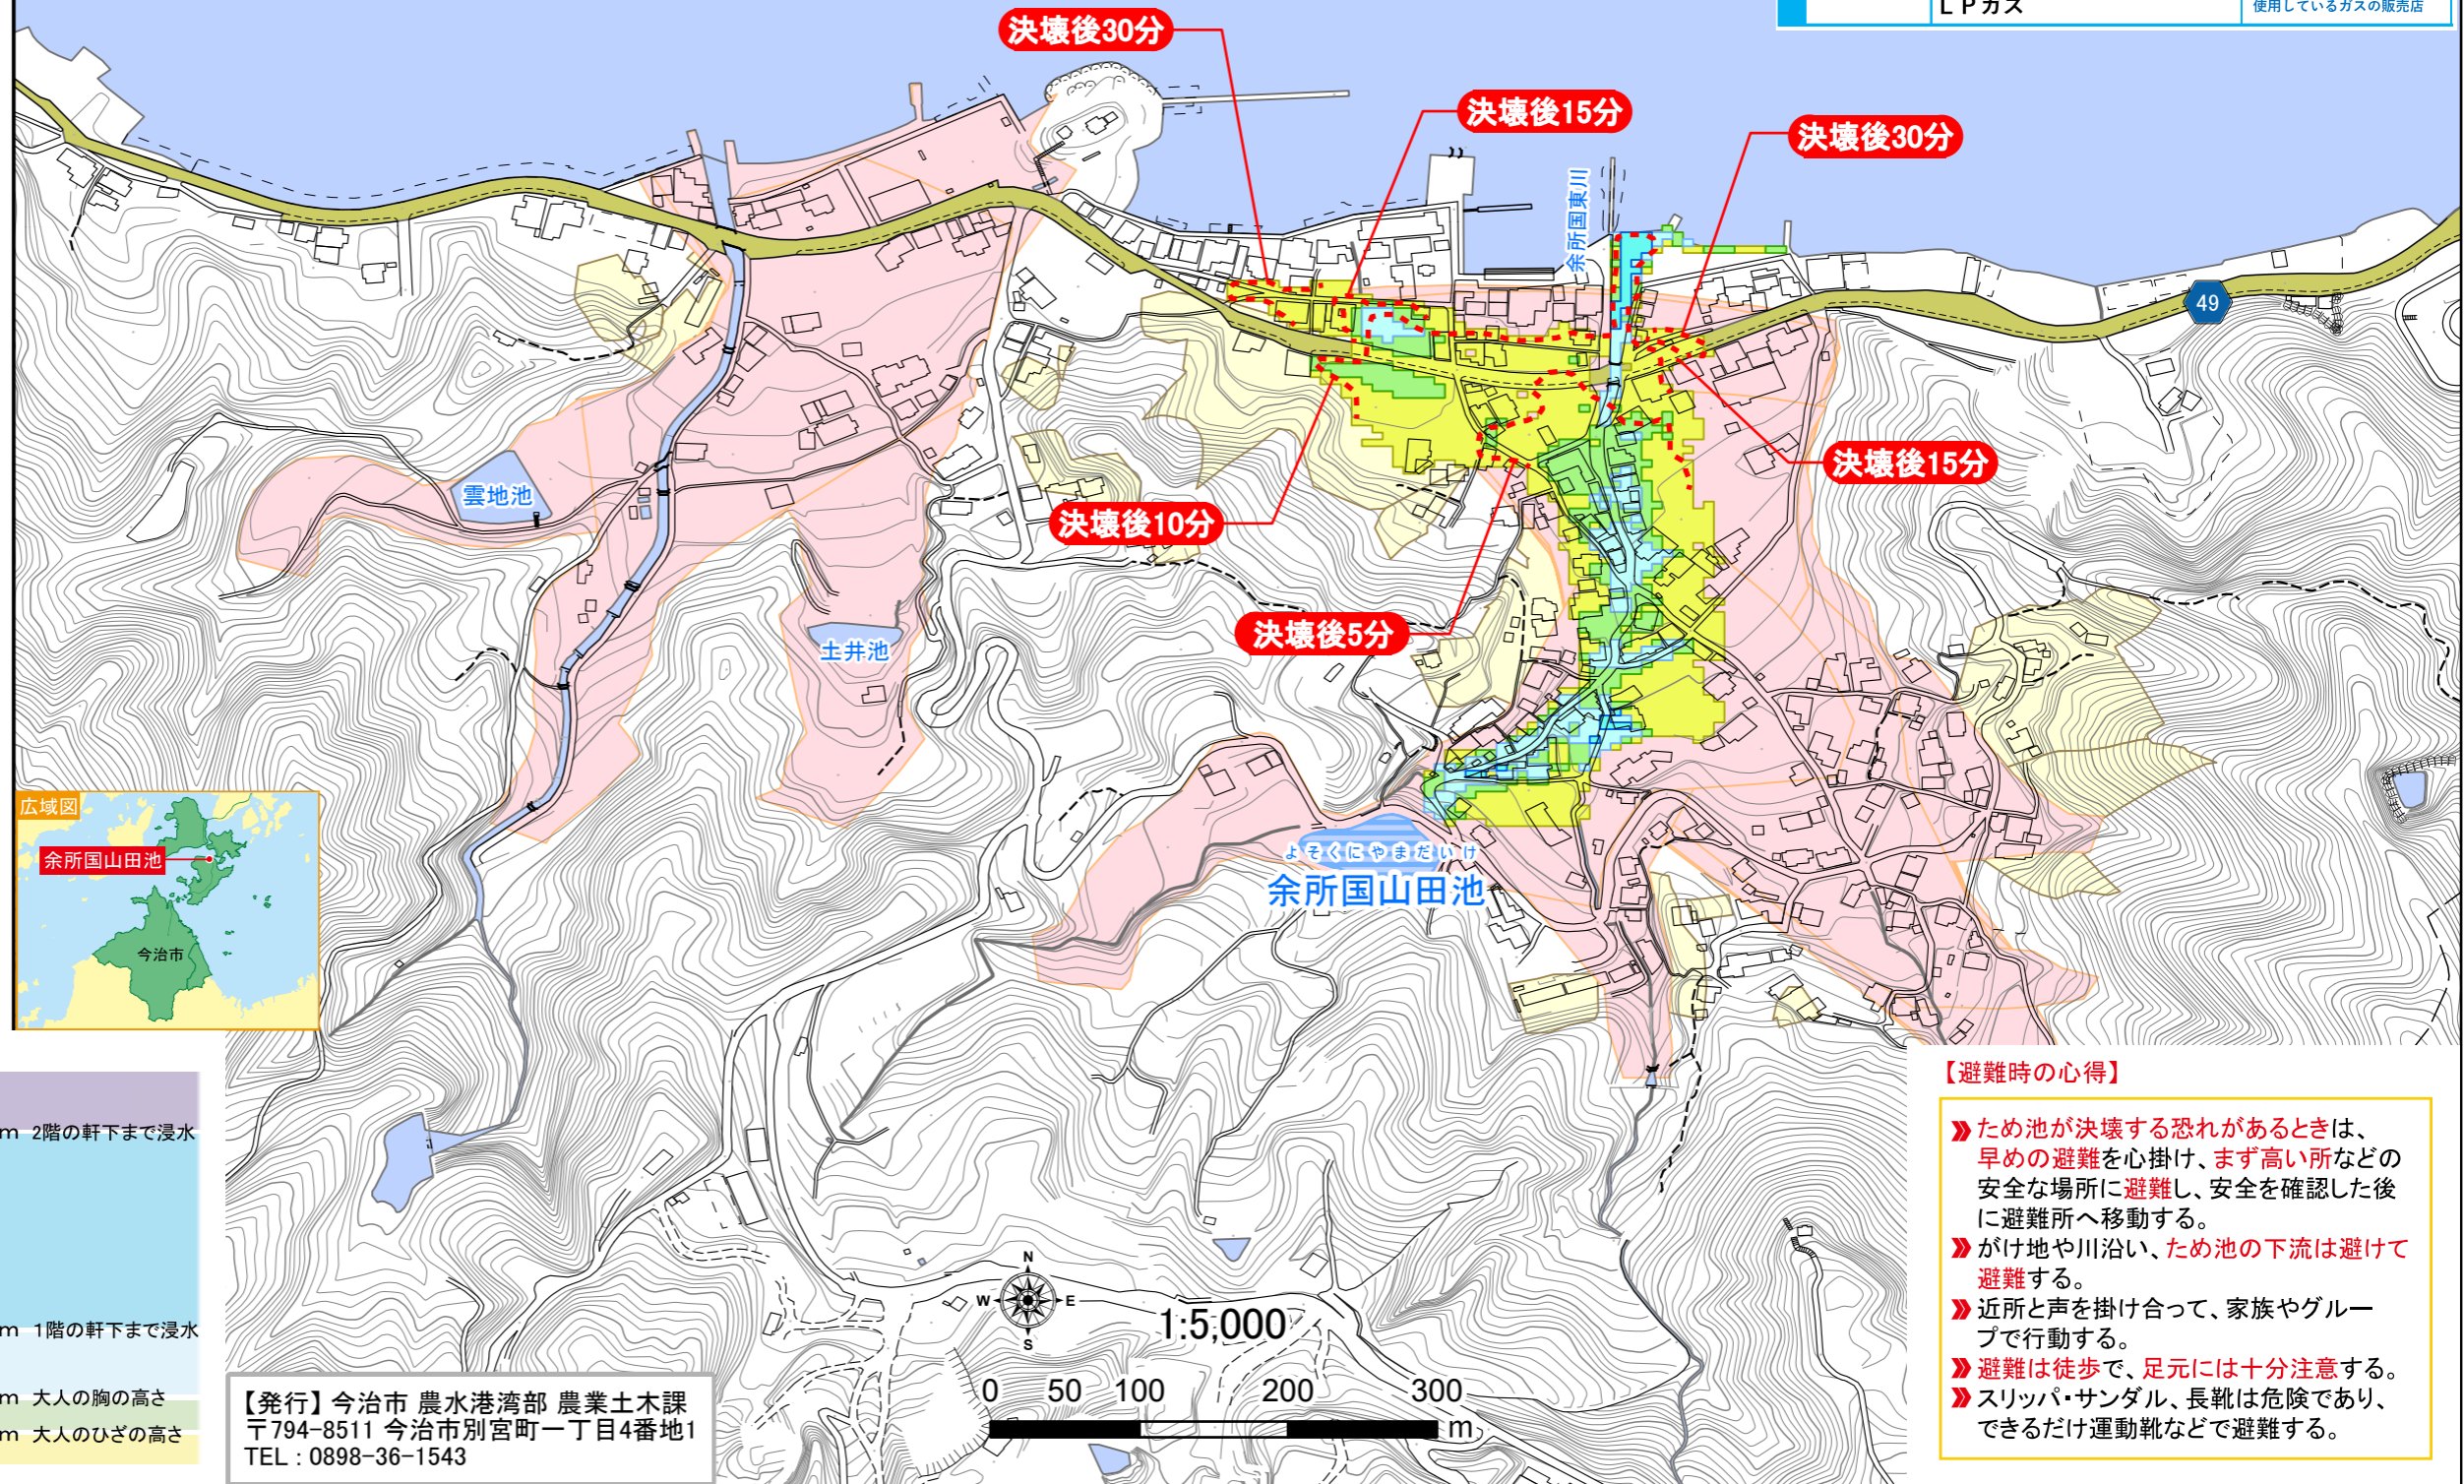 LPガス
使用しているガスの販売店
決壊後30分
決壊後15分
決壊後30分
余所国東川
49
決壊後15分
雲地池
決壊後10分
決壊後5分
土井池
広域図
余所国山田池
今治市
よそくにやまだいけ
余所国山田池
m 2階の軒下まで浸水
m 1階の軒下まで浸水
m 大人の胸の高さ
m 大人のひざの高さ
【発行】今治市 農水港湾部 農業土木課
〒794-8511 今治市別宮町一丁目4番地1
TEL:0898-36-1543
N
W E
S
1:5,000
0 50 100 200 300
m
【避難時の心得】
》ため池が決壊する恐れがあるときは、
早めの避難を心掛け、まず高い所などの
安全な場所に避難し、安全を確認した後
に避難所へ移動する。
》がけ地や川沿い、ため池の下流は避けて
避難する。
》近所と声を掛け合って、家族やグルー
プで行動する。
》避難は徒歩で、足元には十分注意する。
》スリッパ・サンダル、長靴は危険であり、
できるだけ運動靴などで避難する。